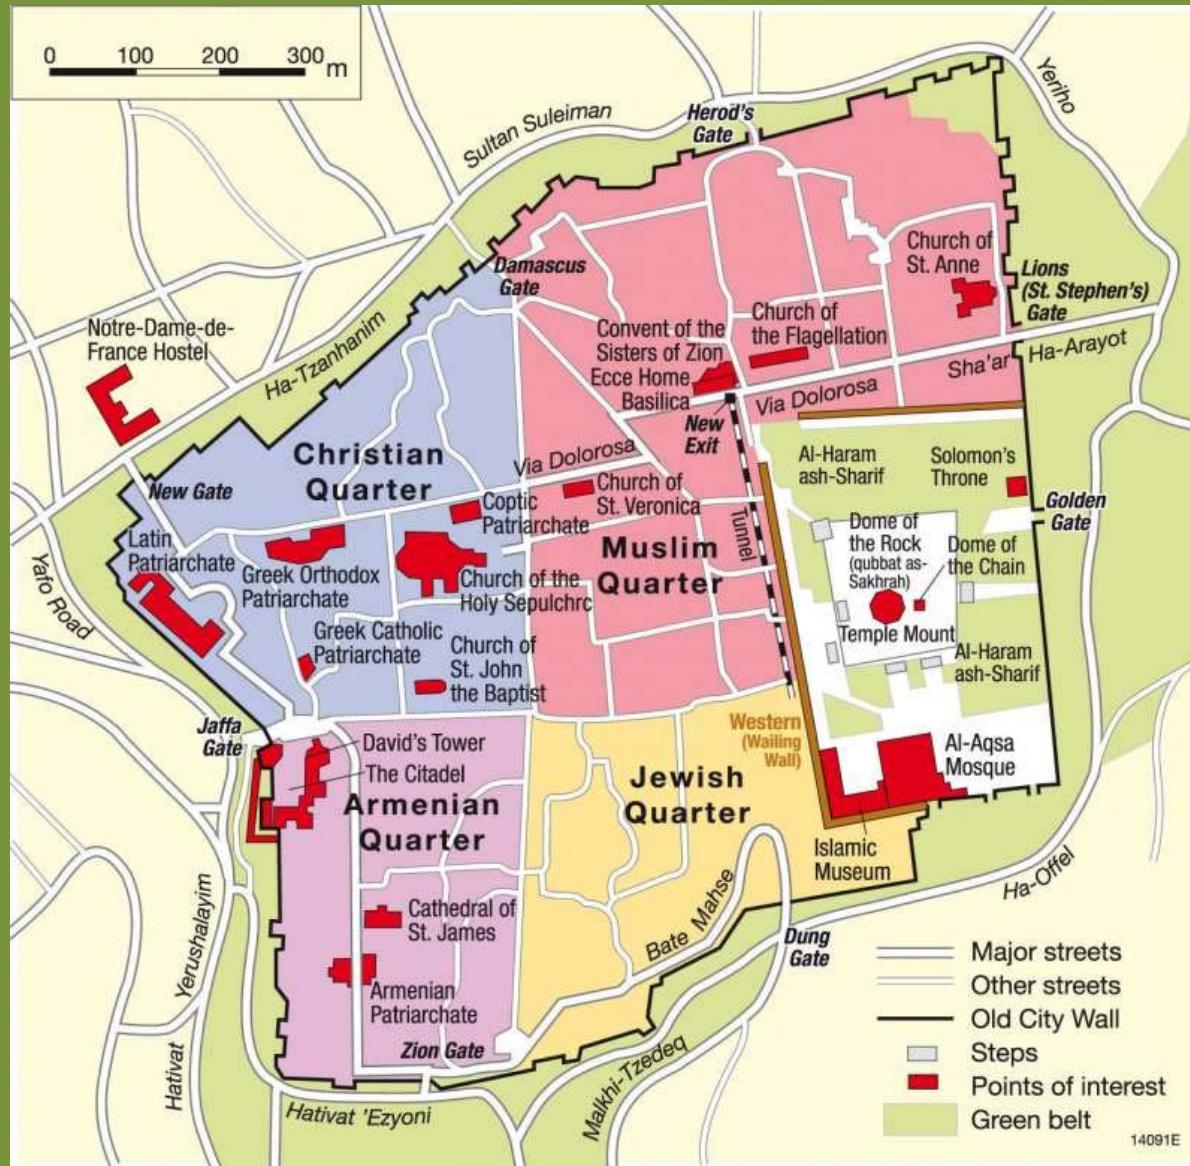 0 100 200 300 m
Sultan Suleiman
Herod's
Gate
Yeriho
Damascus
Gate
Church of
St. Anne
Lions
(St. Stephen's)
Gate
Notre-Dame-de-
France Hostel
Ha-Tzanhanim
Convent of the
Sisters of Zion
Ecce Home
Basilica
Church of
the Flagellation
Sha'ar
Ha-Arayot
Via Dolorosa
New
Exit
Christian
Quarter
Via Dolorosa
New Gate
Coptic
Patriarchate
Church of
St. Veronica
Al-Haram
ash-Sharif
Solomon's
Throne
Golden
Gate
Latin
Patriarchate
Greek Orthodox
Patriarchate
Church of the
Holy Sepulchrc
Muslim
Quarter
Tunnel
Dome of
the Rock
(qubbat as-
Sakhrah)
Dome of
the Chain
Temple Mount
Yafo Road
Greek Catholic
Patriarchate
Church of
St. John
the Baptist
Al-Haram
ash-Sharif
Jaffa
Gate
David's Tower
The Citadel
Armenian
Quarter
Jewish
Quarter
Western
(Wailing
Wall)
Al-Aqsa
Mosque
Islamic
Museum
Ha-Offel
Cathedral of
St. James
Bate Mahse
Dung
Gate
Armenian
Patriarchate
Zion Gate
Hativat Yerushalayim
Hativat 'Ezyoni
Malkhi-Tzedeq
Major streets
Other streets
Old City Wall
Steps
Points of interest
Green belt
14091E